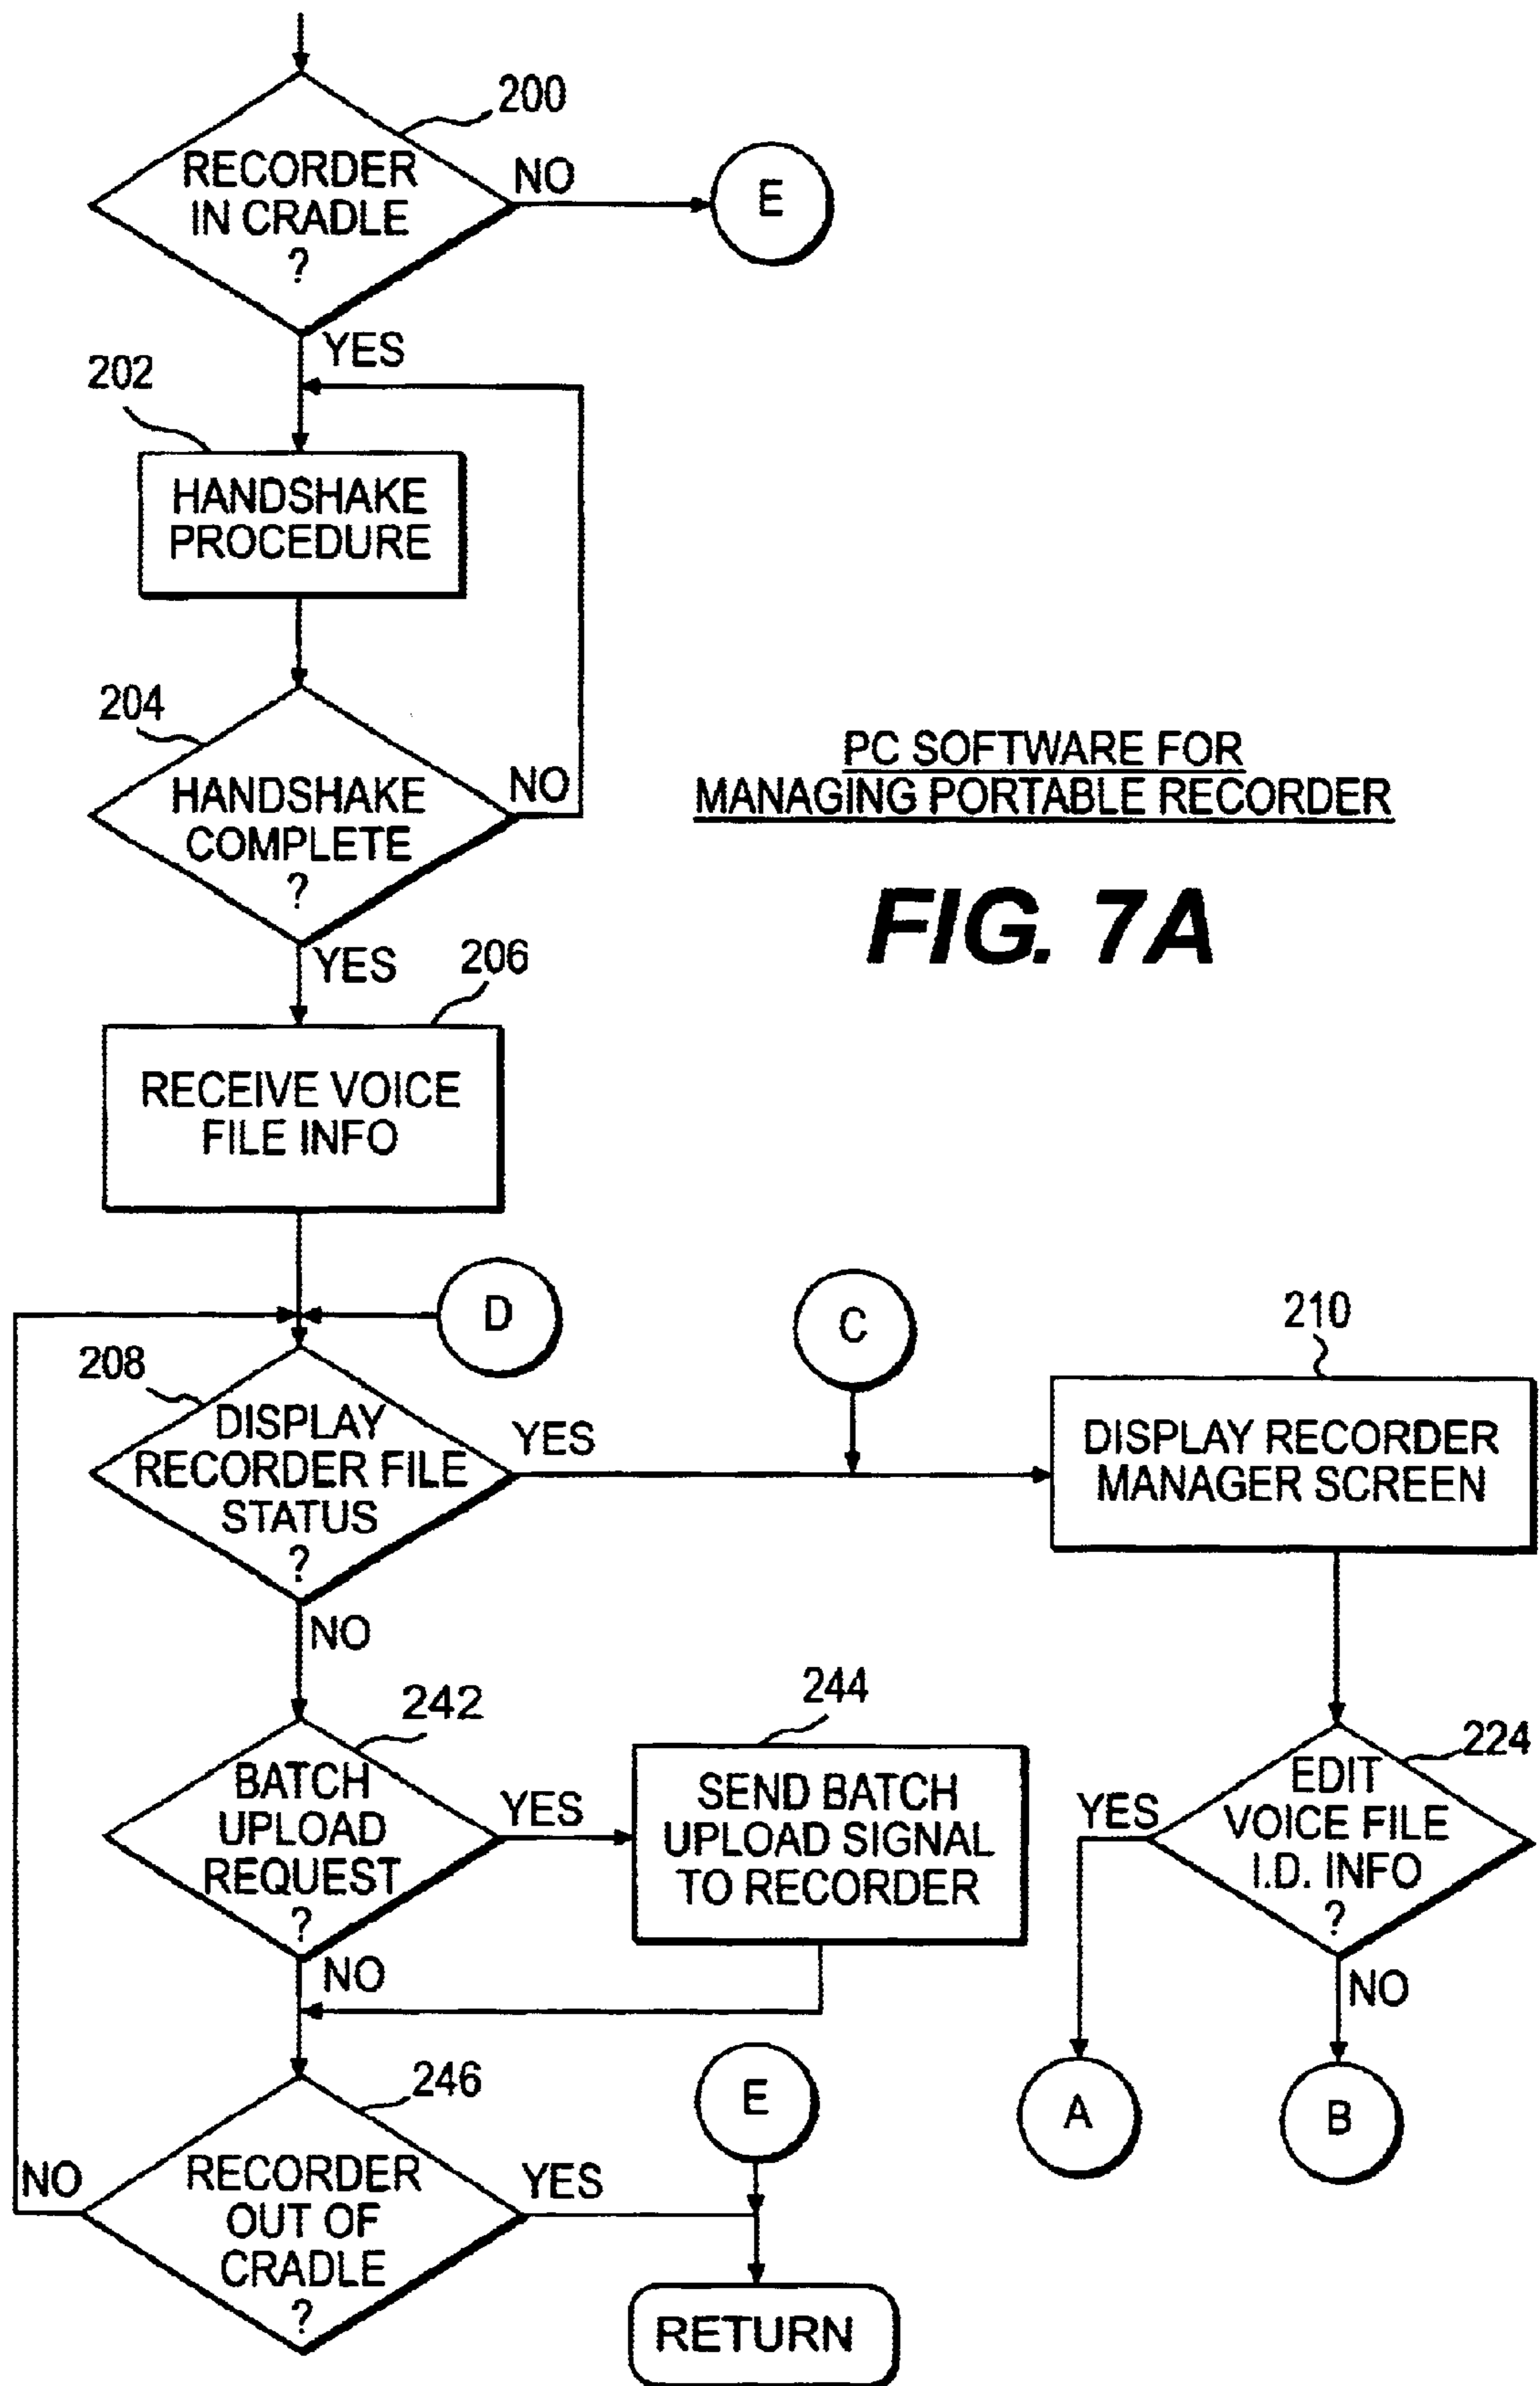 200
RECORDER
IN CRADLE
?
NO
E
YES
202
HANDSHAKE
PROCEDURE
204
HANDSHAKE
COMPLETE
?
NO
PC SOFTWARE FOR
MANAGING PORTABLE RECORDER
FIG. 7A
YES
206
RECEIVE VOICE
FILE INFO
D
C
208
DISPLAY
RECORDER FILE
STATUS
?
YES
210
DISPLAY RECORDER
MANAGER SCREEN
NO
242
BATCH
UPLOAD
REQUEST
?
YES
244
SEND BATCH
UPLOAD SIGNAL
TO RECORDER
224
EDIT
VOICE FILE
I.D. INFO
?
YES
NO
NO
A
B
246
RECORDER
OUT OF
CRADLE
?
NO
YES
E
RETURN